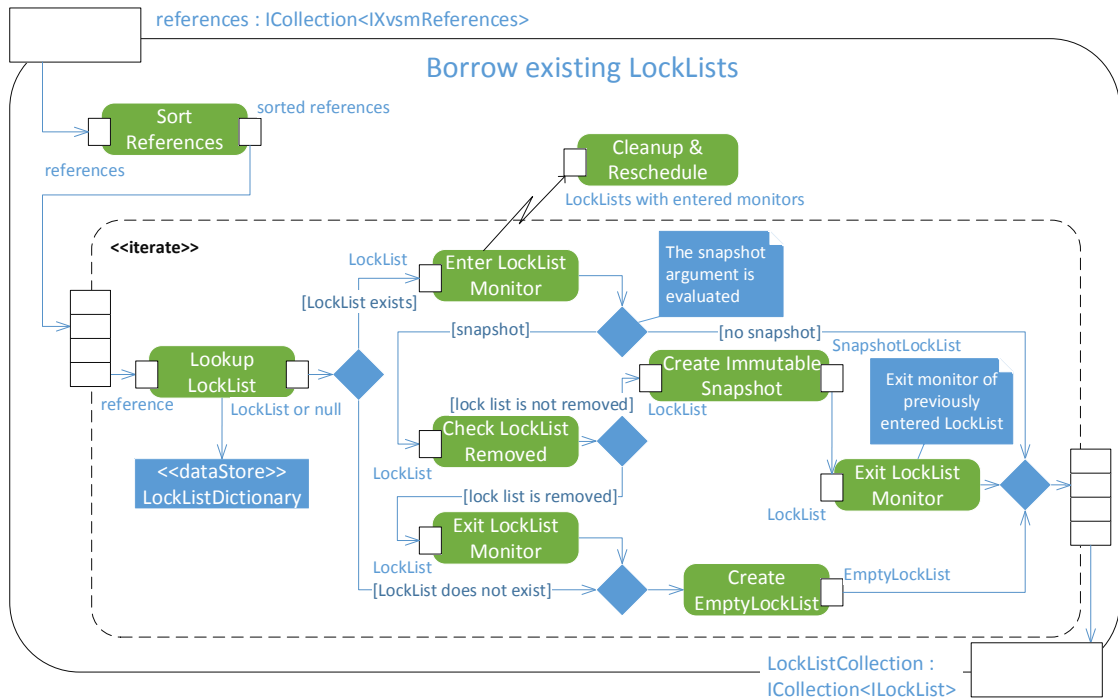 references : ICollection<IXvsmReferences>
Borrow existing LockLists
Sort
References
sorted references
references
Cleanup &
Reschedule
LockLists with entered monitors
<<iterate>>
LockList
Enter LockList
Monitor
The snapshot
argument is
evaluated
[LockList exists]
[snapshot]
[no snapshot]
Lookup
LockList
reference
LockList or null
Create Immutable
Snapshot
SnapshotLockList
LockList
Exit monitor of
previously
entered LockList
[lock list is not removed]
Check LockList
Removed
LockList
<<dataStore>>
LockListDictionary
[lock list is removed]
Exit LockList
Monitor
LockList
Exit LockList
Monitor
LockList
[LockList does not exist]
Create
EmptyLockList
EmptyLockList
LockListCollection :
ICollection<ILockList>